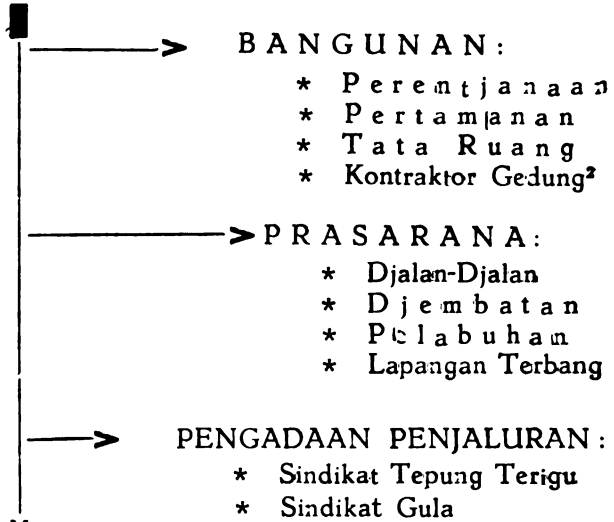 BANGUNAN:
* Perentjanaan
* Pertamanan
* Tata Ruang
* Kontraktor Gedung²
PRASARANA:
* Djalan-Djalan
* Djembatan
* Pelabuhan
* Lapangan Terbang
PENGADAAN PENJALURAN:
* Sindikat Tepung Terigu
* Sindikat Gula